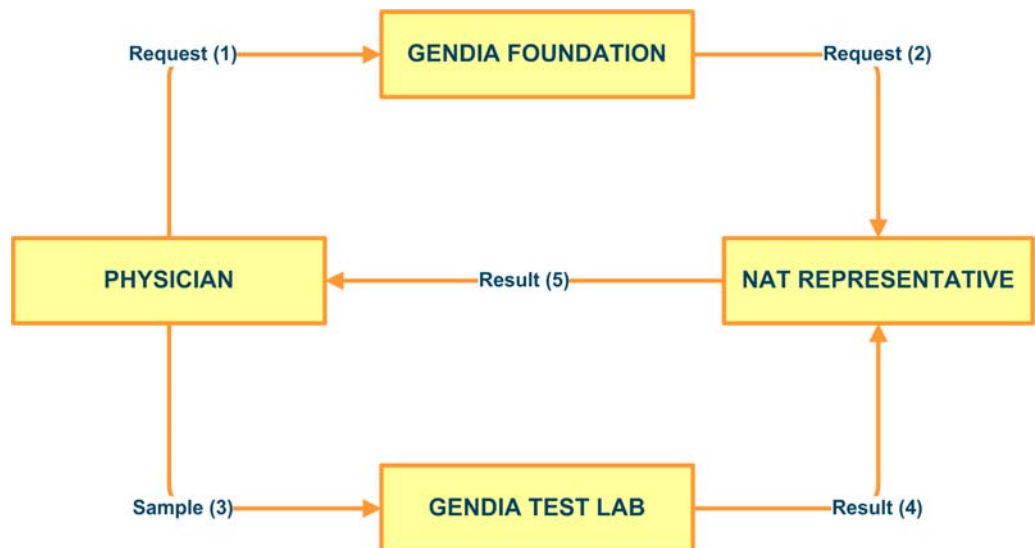 Request (1)
GENDIA FOUNDATION
Request (2)
PHYSICIAN
Result (5)
NAT REPRESENTATIVE
Sample (3)
GENDIA TEST LAB
Result (4)